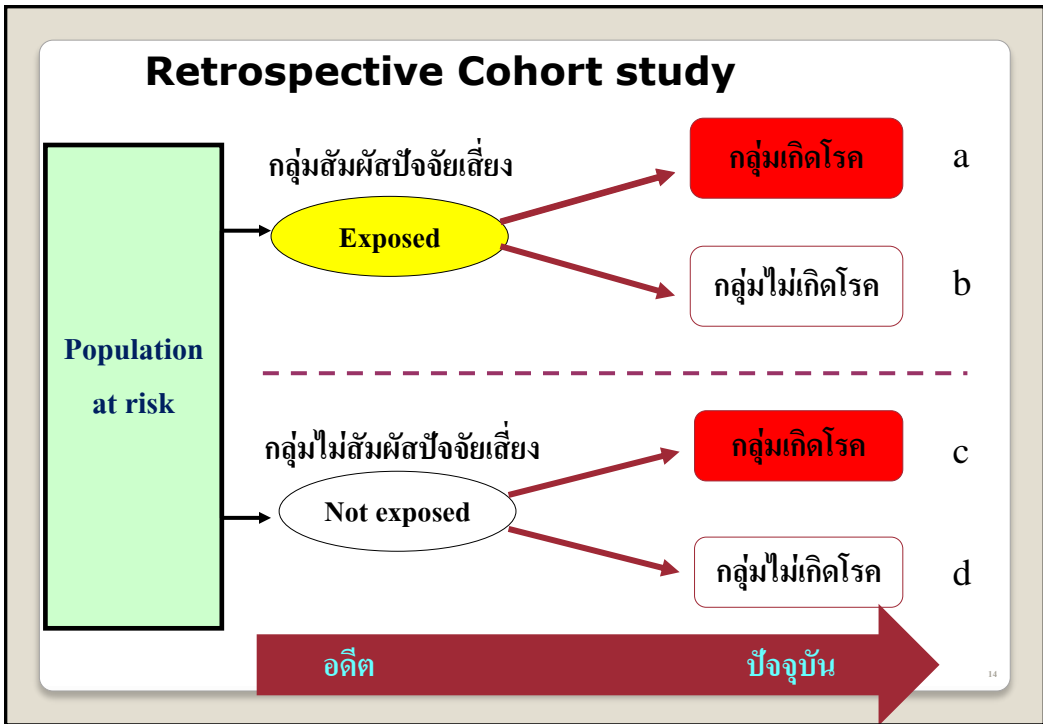 Retrospective Cohort study
Population
at risk
กลุ่มสัมผัสปัจจัยเสี่ยง
Exposed
กลุ่มเกิดโรค
a
กลุ่มไม่เกิดโรค
b
กลุ่มไม่สัมผัสปัจจัยเสี่ยง
Not exposed
กลุ่มเกิดโรค
c
กลุ่มไม่เกิดโรค
d
อดีต
ปัจจุบัน
14